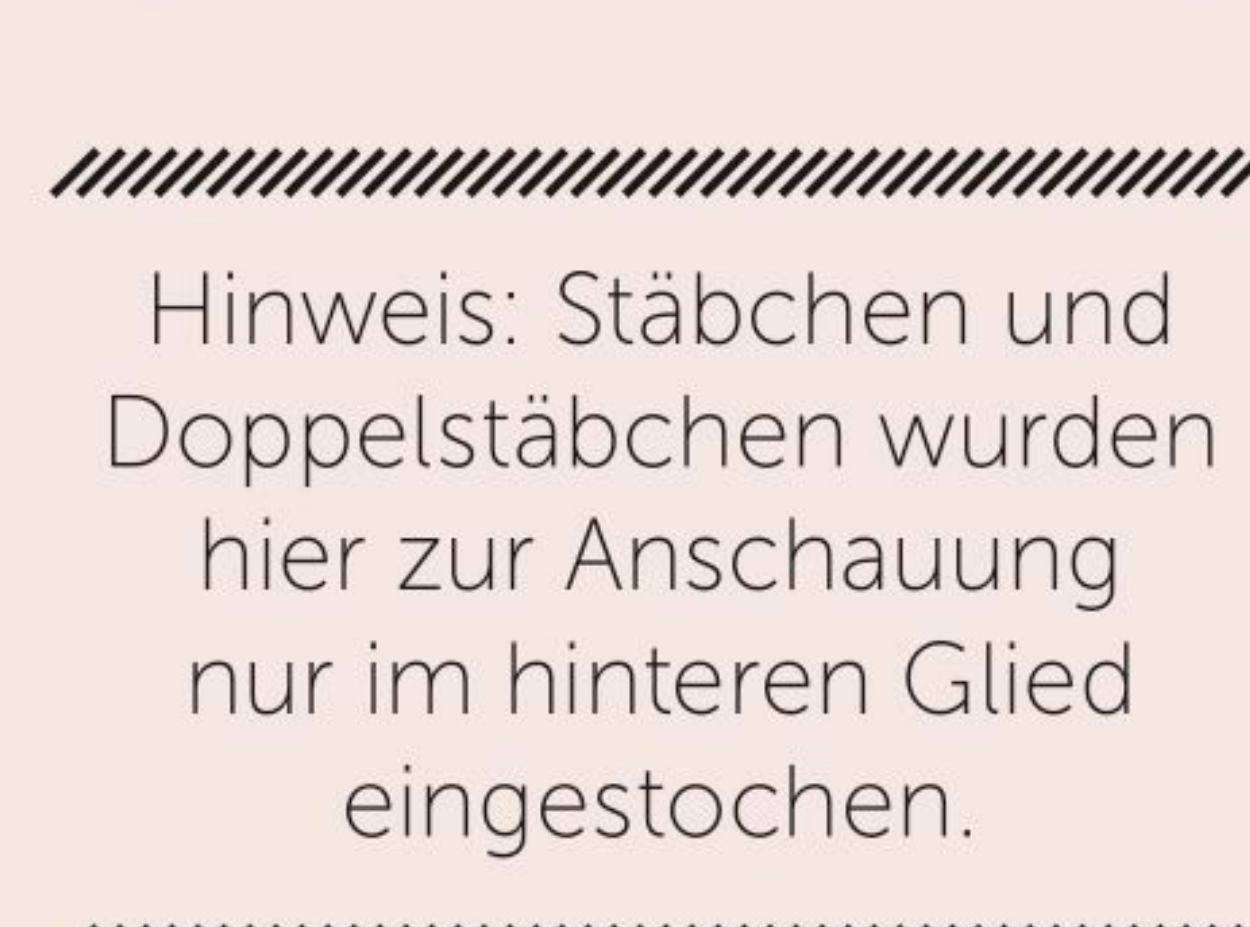 Hinweis: Stäbchen und
Doppelstäbchen wurden
hier zur Anschauung
nur im hinteren Glied
eingestochen.